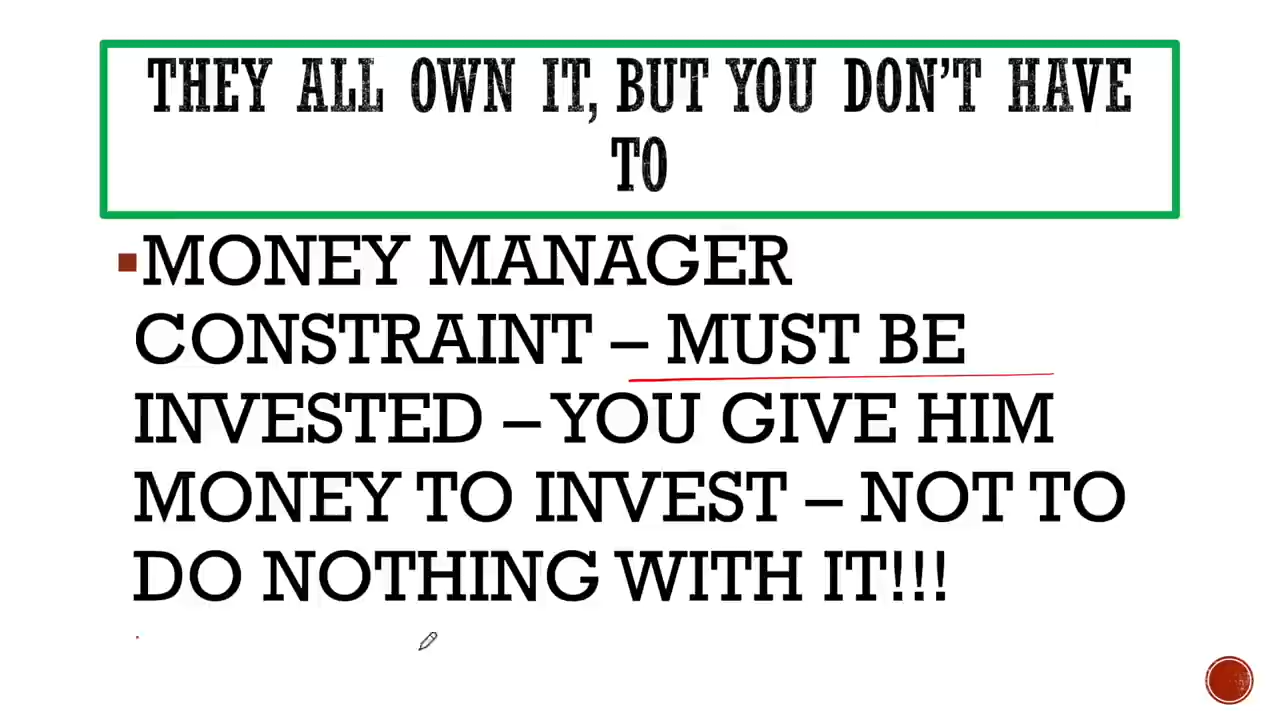 THEY ALL OWN IT, BUT YOU DON'T HAVE
TO
MONEY MANAGER
CONSTRAINT – MUST BE
INVESTED – YOU GIVE HIM
MONEY TO INVEST – NOT TO
DO NOTHING WITH IT!!!